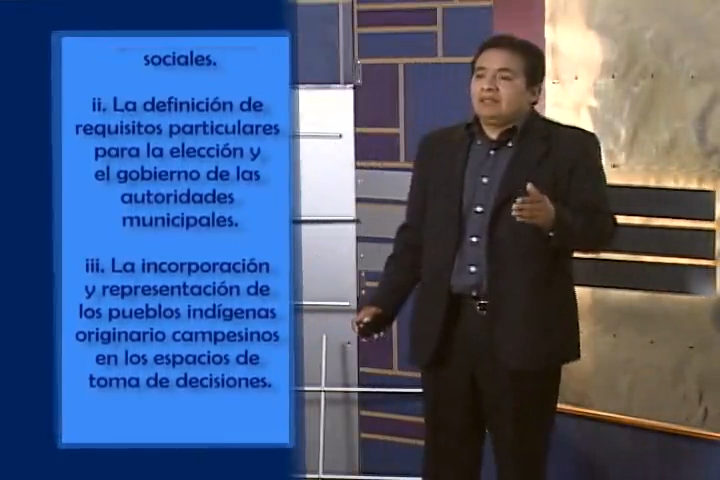 sociales.
ii. La definición de
requisitos particulares
para la elección y
el gobierno de las
autoridades
municipales.
iii. La incorporación
y representación de
los pueblos indígenas
originario campesinos
en los espacios de
toma de decisiones.